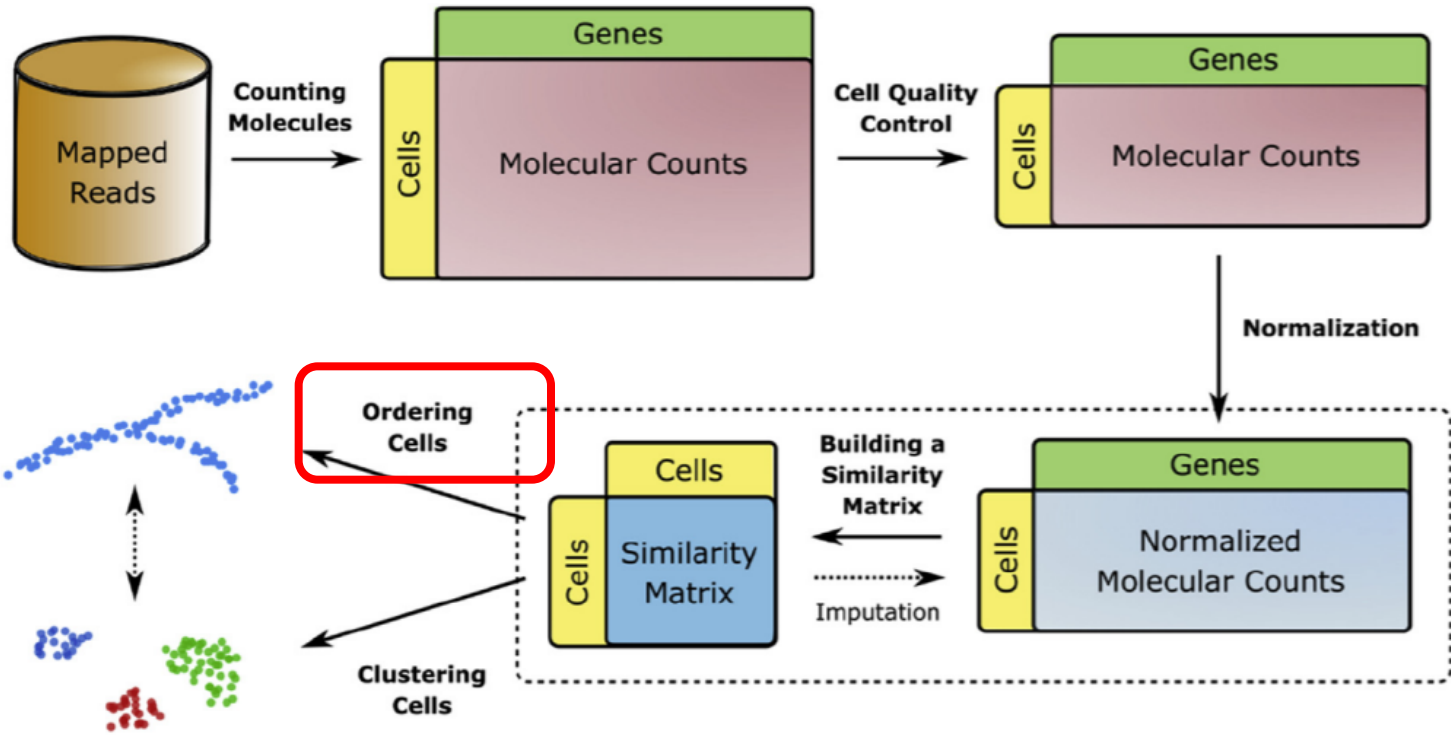 Genes
Counting
Molecules
Mapped
Reads
Cells
Molecular Counts
Cell Quality
Control
Genes
Cells
Molecular Counts
Normalization
Ordering
Cells
Cells
Cells
Similarity
Matrix
Building a
Similarity
Matrix
Imputation
Genes
Cells
Normalized
Molecular Counts
Clustering
Cells